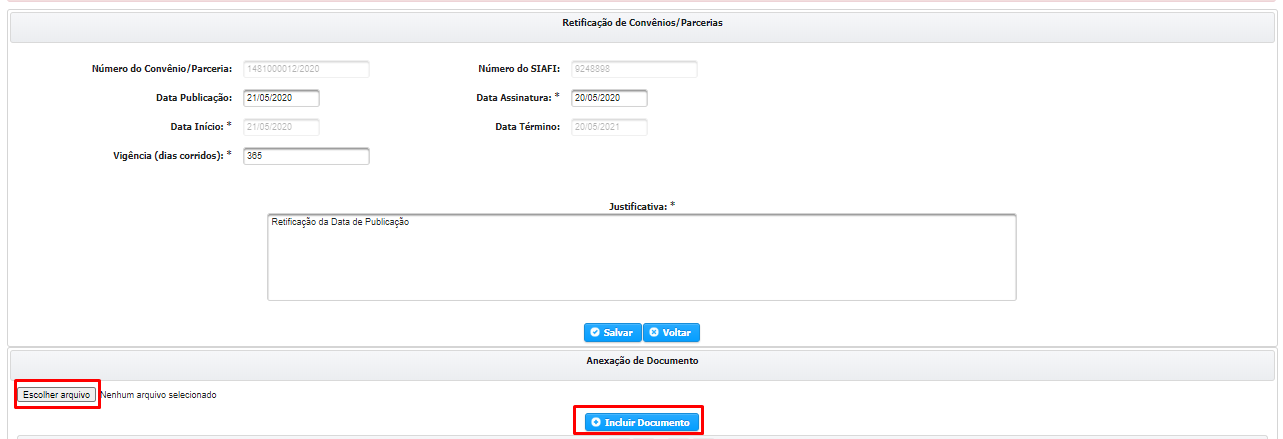 Retificação de Convênios/Parcerias
Número do Convênio/Parceria: 1481000012/2020 Número do SIAFI: 9248898
Data Publicação: 21/05/2020 Data Assinatura: * 20/05/2020
Data Início: * 21/05/2020 Data Término: 20/05/2021
Vigência (dias corridos): * 365
Justificativa: *
Retificação da Data de Publicação
Salvar Voltar
Anexação de Documento
Escolher arquivo Nenhum arquivo selecionado
Incluir Documento